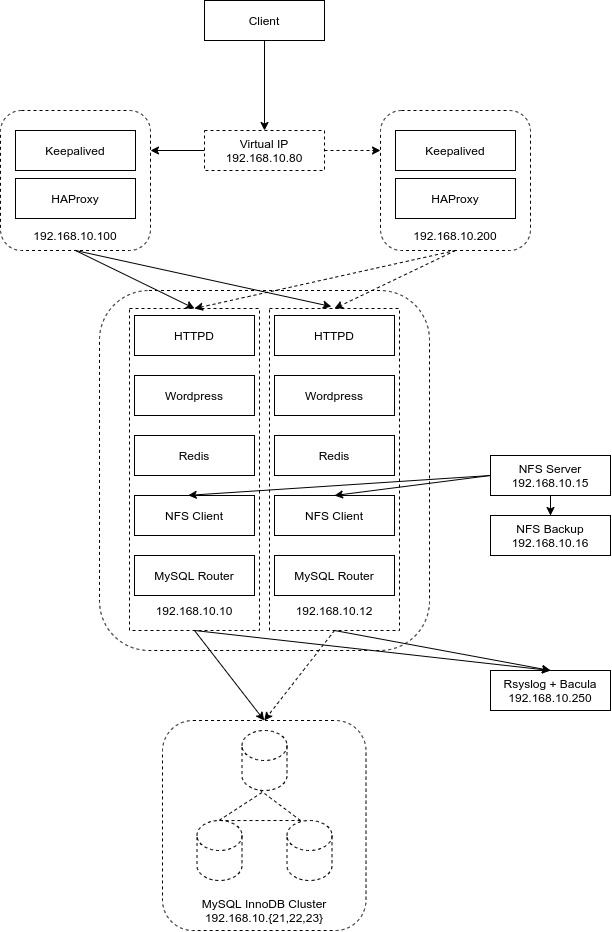 Client
Virtual IP
192.168.10.80
Keepalived
HAProxy
192.168.10.100
Keepalived
HAProxy
192.168.10.200
HTTPD
Wordpress
Redis
NFS Client
MySQL Router
192.168.10.10
HTTPD
Wordpress
Redis
NFS Client
MySQL Router
192.168.10.12
NFS Server
192.168.10.15
NFS Backup
192.168.10.16
Rsyslog + Bacula
192.168.10.250
MySQL InnoDB Cluster
192.168.10.{21,22,23}